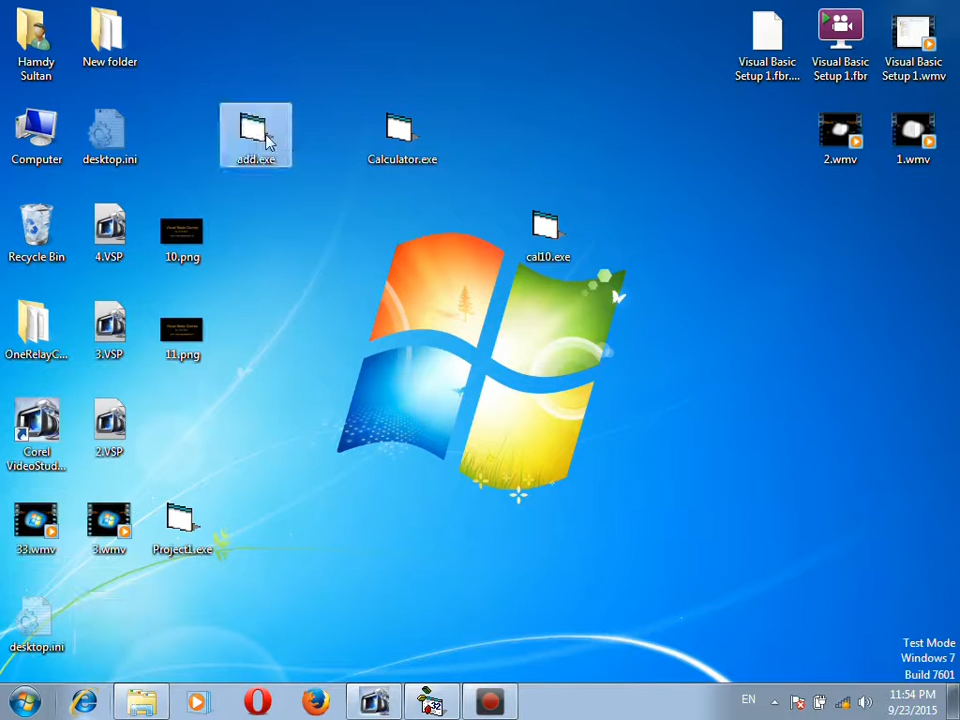 Hamdy
Sultan
New folder
Visual Basic
Setup 1.fbr....
Visual Basic
Setup 1.fbr
Visual Basic
Setup 1.wmv
Computer
desktop.ini
add.exe
Calculator.exe
2.wmv
1.wmv
Recycle Bin
4.VSP
10.png
cal10.exe
OneRelayC...
3.VSP
11.png
Corel
VideoStud...
2.VSP
33.wmv
3.wmv
Project1.exe
desktop.ini
Test Mode
Windows 7
Build 7601
EN
11:54 PM
9/23/2015